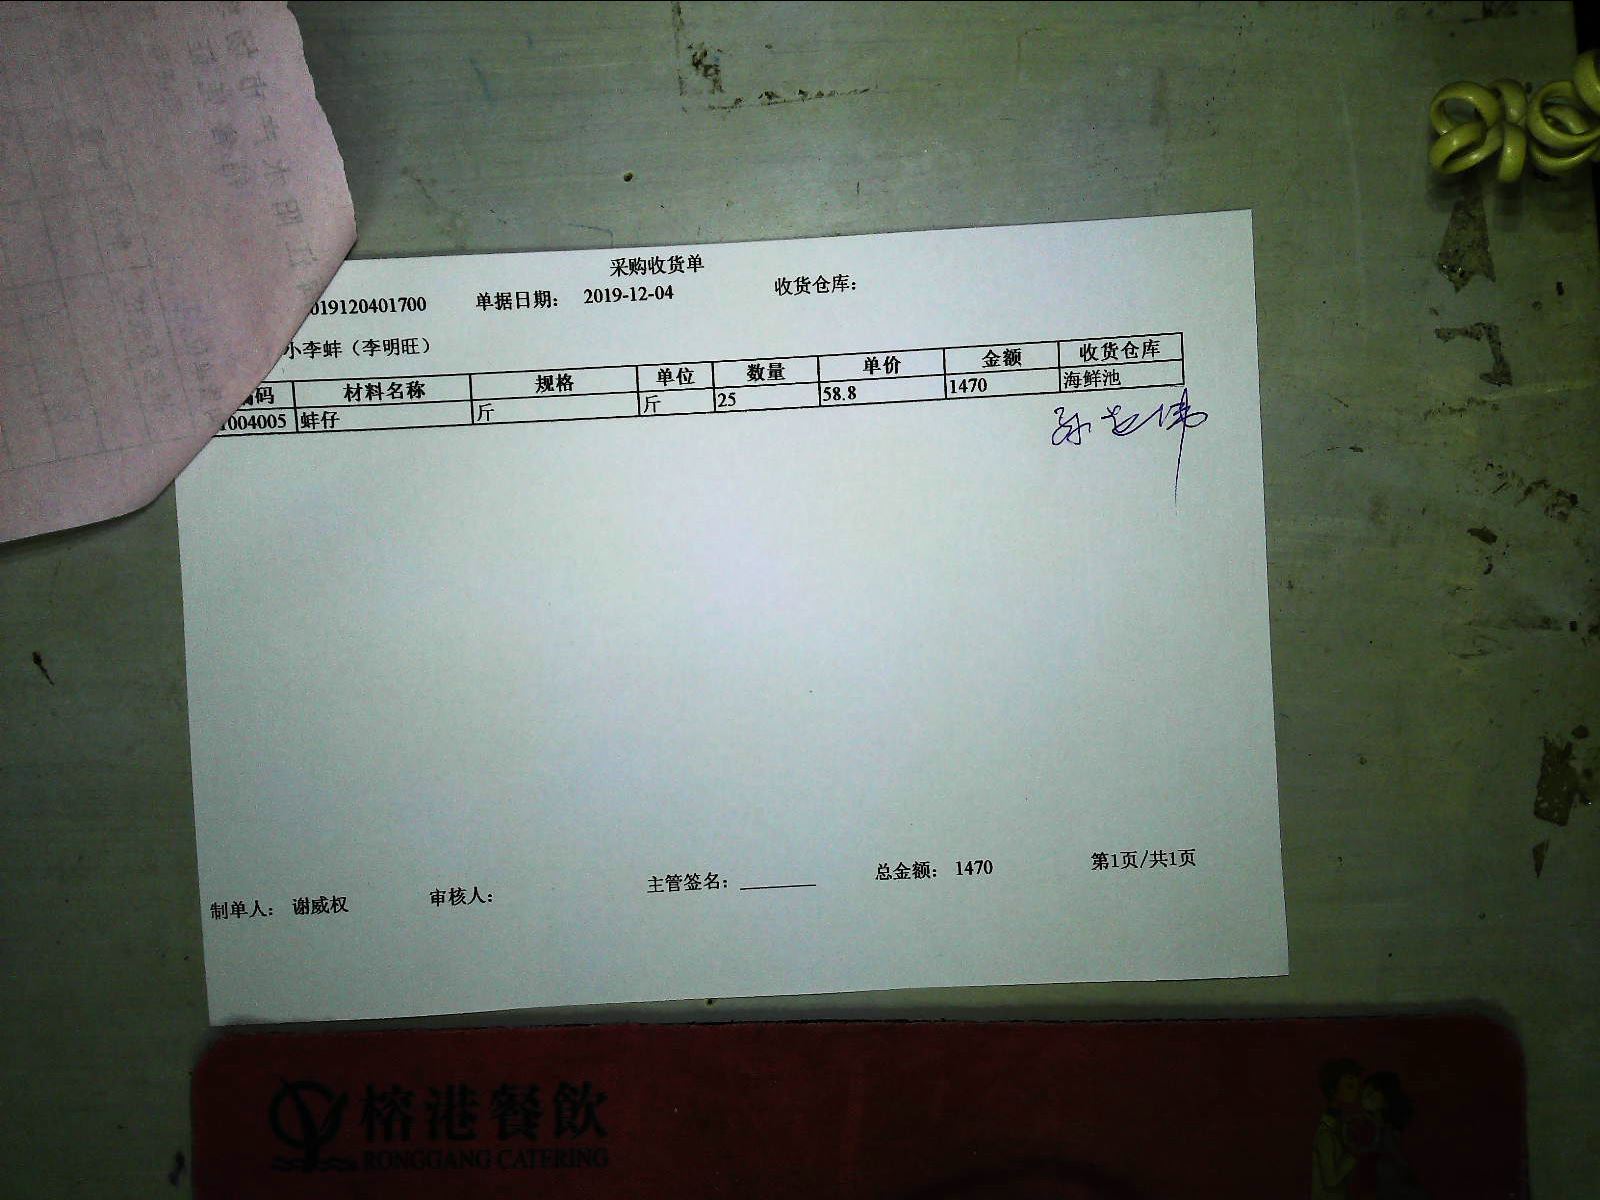 采购收货单
019120401700 单据日期: 2019-12-04 收货仓库:
小李蚌（李明旺）
码 材料名称 规格 单位 数量 单价 金额 收货仓库
1004005 蚌仔 斤 斤 25 58.8 1470 海鲜池
制单人: 谢威权 审核人: 主管签名: ________ 总金额: 1470 第1页/共1页
榕港餐飲
RONGGANG CATERING